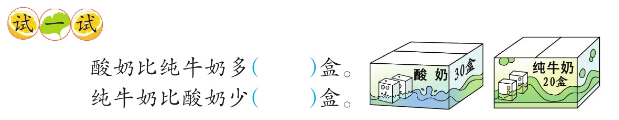 试一试
酸奶比纯牛奶多(　　)盒。
纯牛奶比酸奶少(　　)盒。
酸奶 30盒
纯牛奶
20盒